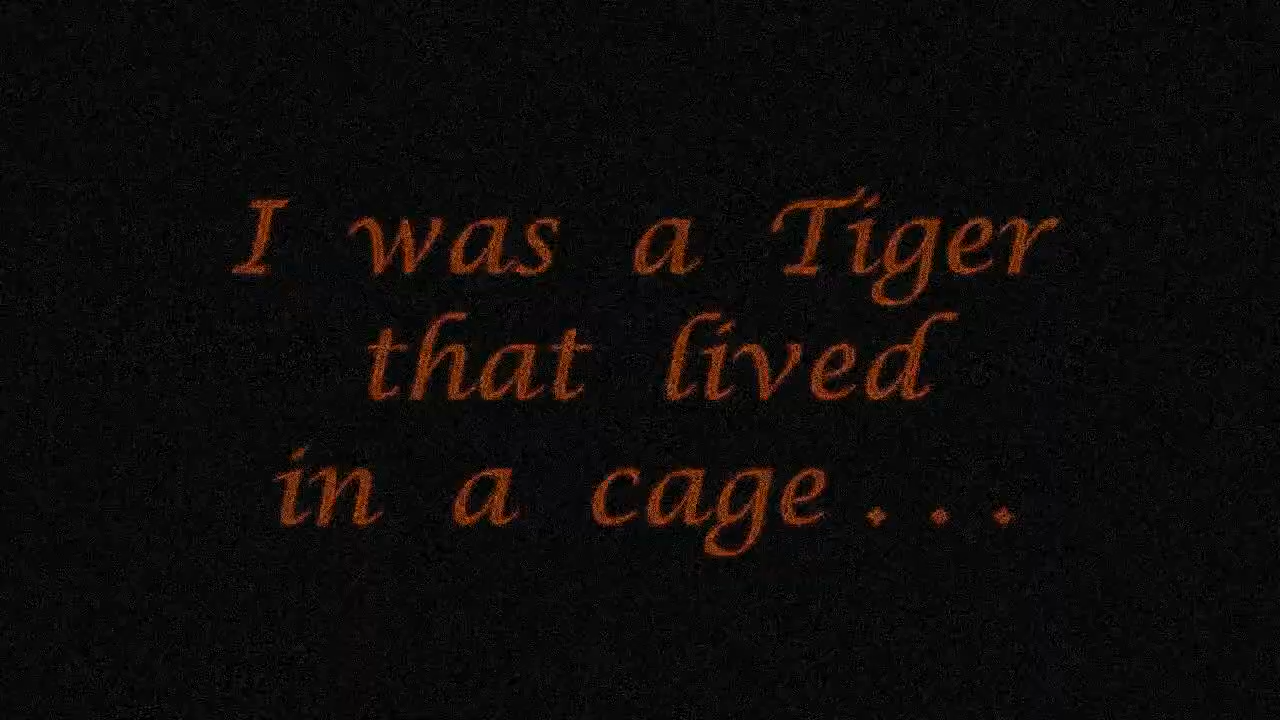 I was a Tiger
that lived
in a cage . . .